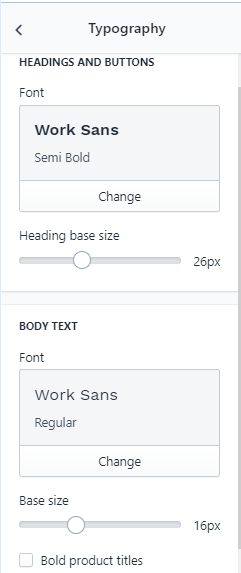 Typography
HEADINGS AND BUTTONS
Font
Work Sans
Semi Bold
Change
Heading base size
26px
BODY TEXT
Font
Work Sans
Regular
Change
Base size
16px
Bold product titles